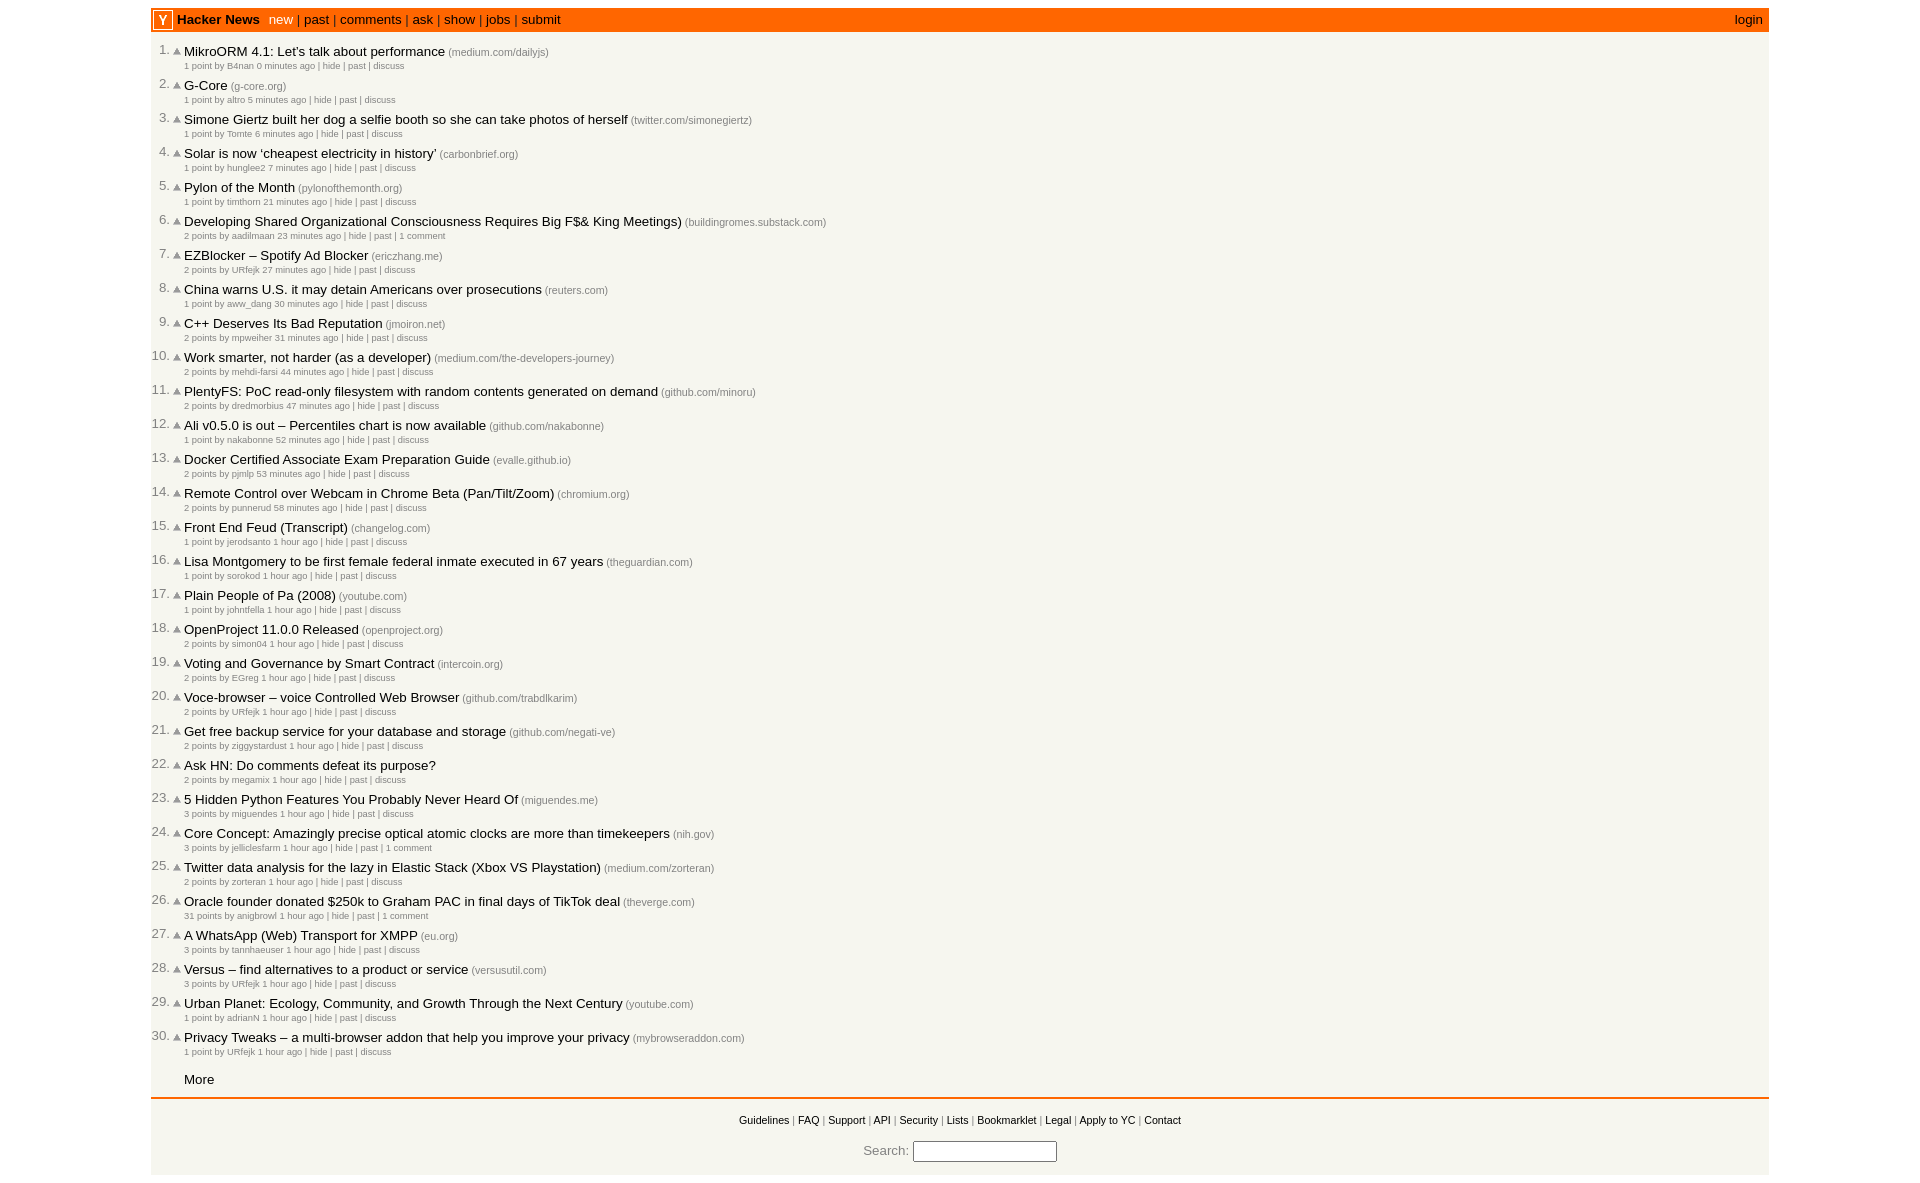 Y Hacker News new | past | comments | ask | show | jobs | submit login
1. MikroORM 4.1: Let's talk about performance (medium.com/dailyjs)
1 point by B4nan 0 minutes ago | hide | past | discuss
2. G-Core (g-core.org)
1 point by altro 5 minutes ago | hide | past | discuss
3. Simone Giertz built her dog a selfie booth so she can take photos of herself (twitter.com/simonegiertz)
1 point by Tomte 6 minutes ago | hide | past | discuss
4. Solar is now ‘cheapest electricity in history’ (carbonbrief.org)
1 point by hunglee2 7 minutes ago | hide | past | discuss
5. Pylon of the Month (pylonofthemonth.org)
1 point by timthorn 21 minutes ago | hide | past | discuss
6. Developing Shared Organizational Consciousness Requires Big F$& King Meetings) (buildingromes.substack.com)
2 points by aadilmaan 23 minutes ago | hide | past | 1 comment
7. EZBlocker – Spotify Ad Blocker (ericzhang.me)
2 points by URfejk 27 minutes ago | hide | past | discuss
8. China warns U.S. it may detain Americans over prosecutions (reuters.com)
1 point by aww_dang 30 minutes ago | hide | past | discuss
9. C++ Deserves Its Bad Reputation (jmoiron.net)
2 points by mpweiher 31 minutes ago | hide | past | discuss
10. Work smarter, not harder (as a developer) (medium.com/the-developers-journey)
2 points by mehdi-farsi 44 minutes ago | hide | past | discuss
11. PlentyFS: PoC read-only filesystem with random contents generated on demand (github.com/minoru)
2 points by dredmorbius 47 minutes ago | hide | past | discuss
12. Ali v0.5.0 is out – Percentiles chart is now available (github.com/nakabonne)
1 point by nakabonne 52 minutes ago | hide | past | discuss
13. Docker Certified Associate Exam Preparation Guide (evalle.github.io)
2 points by pjmlp 53 minutes ago | hide | past | discuss
14. Remote Control over Webcam in Chrome Beta (Pan/Tilt/Zoom) (chromium.org)
2 points by punnerud 58 minutes ago | hide | past | discuss
15. Front End Feud (Transcript) (changelog.com)
1 point by jerodsanto 1 hour ago | hide | past | discuss
16. Lisa Montgomery to be first female federal inmate executed in 67 years (theguardian.com)
1 point by sorokod 1 hour ago | hide | past | discuss
17. Plain People of Pa (2008) (youtube.com)
1 point by johntfella 1 hour ago | hide | past | discuss
18. OpenProject 11.0.0 Released (openproject.org)
2 points by simon04 1 hour ago | hide | past | discuss
19. Voting and Governance by Smart Contract (intercoin.org)
2 points by EGreg 1 hour ago | hide | past | discuss
20. Voce-browser – voice Controlled Web Browser (github.com/trabdlkarim)
2 points by URfejk 1 hour ago | hide | past | discuss
21. Get free backup service for your database and storage (github.com/negati-ve)
2 points by ziggystardust 1 hour ago | hide | past | discuss
22. Ask HN: Do comments defeat its purpose?
2 points by megamix 1 hour ago | hide | past | discuss
23. 5 Hidden Python Features You Probably Never Heard Of (miguendes.me)
3 points by miguendes 1 hour ago | hide | past | discuss
24. Core Concept: Amazingly precise optical atomic clocks are more than timekeepers (nih.gov)
3 points by jelliclesfarm 1 hour ago | hide | past | 1 comment
25. Twitter data analysis for the lazy in Elastic Stack (Xbox VS Playstation) (medium.com/zorteran)
2 points by zorteran 1 hour ago | hide | past | discuss
26. Oracle founder donated $250k to Graham PAC in final days of TikTok deal (theverge.com)
31 points by anigbrowl 1 hour ago | hide | past | 1 comment
27. A WhatsApp (Web) Transport for XMPP (eu.org)
3 points by tannhaeuser 1 hour ago | hide | past | discuss
28. Versus – find alternatives to a product or service (versusutil.com)
3 points by URfejk 1 hour ago | hide | past | discuss
29. Urban Planet: Ecology, Community, and Growth Through the Next Century (youtube.com)
1 point by adrianN 1 hour ago | hide | past | discuss
30. Privacy Tweaks – a multi-browser addon that help you improve your privacy (mybrowseraddon.com)
1 point by URfejk 1 hour ago | hide | past | discuss
More
Guidelines | FAQ | Support | API | Security | Lists | Bookmarklet | Legal | Apply to YC | Contact
Search: